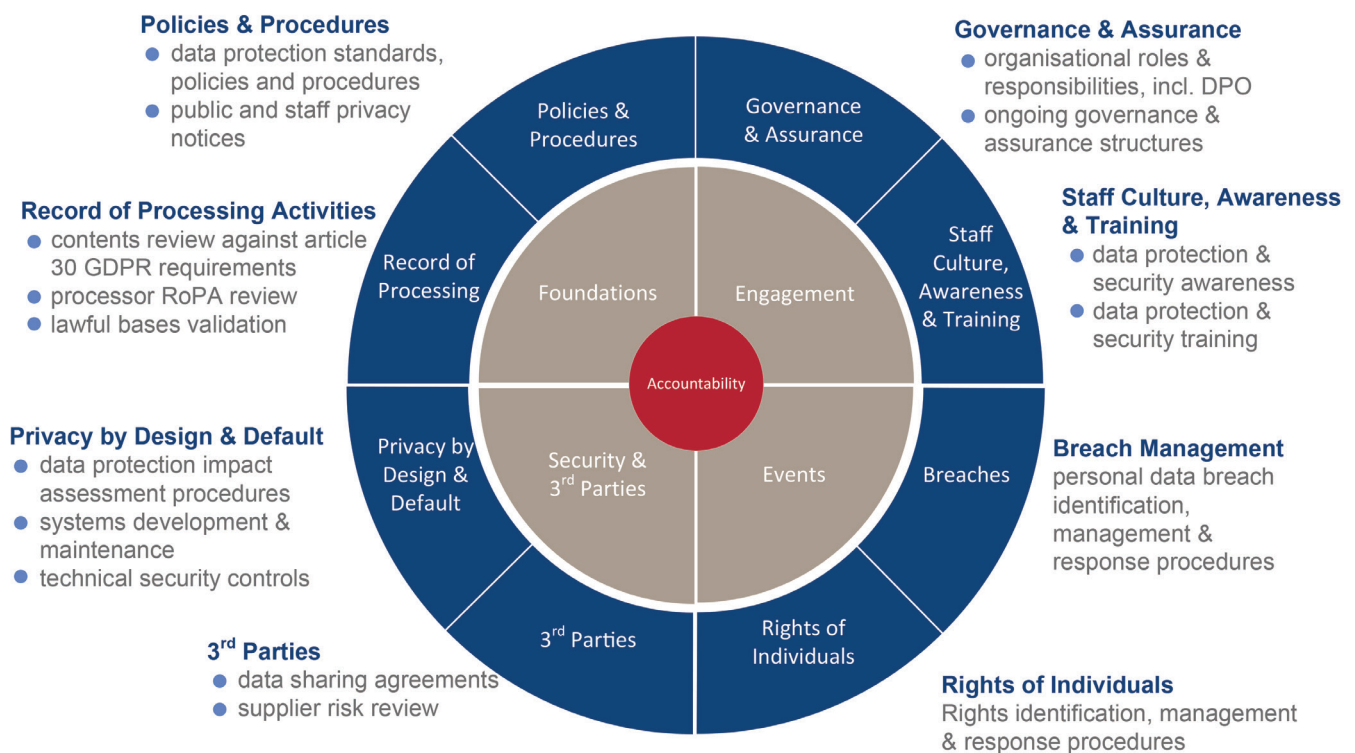 Policies & Procedures
● data protection standards,
policies and procedures
● public and staff privacy
notices
Record of Processing Activities
● contents review against article
30 GDPR requirements
● processor RoPA review
● lawful bases validation
Privacy by Design & Default
● data protection impact
assessment procedures
● systems development &
maintenance
● technical security controls
3rd Parties
● data sharing agreements
● supplier risk review
Policies &
Procedures
Governance
& Assurance
Record of
Processing
Staff
Culture,
Awareness
& Training
Foundations
Engagement
Accountability
Privacy by
Design &
Default
Security &
3rd Parties
Events
Breaches
3rd Parties
Rights of
Individuals
Governance & Assurance
● organisational roles &
responsibilities, incl. DPO
● ongoing governance &
assurance structures
Staff Culture, Awareness
& Training
● data protection &
security awareness
● data protection &
security training
Breach Management
personal data breach
identification,
management &
response procedures
Rights of Individuals
Rights identification, management
& response procedures